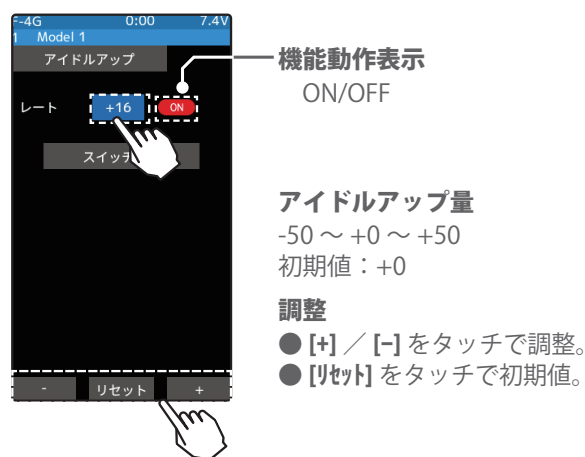 F-4G 0:00 7.4V
1 Model 1
アイドルアップ
レート +16 ON
スイッチ
- リセット +
機能動作表示
ON/OFF
アイドルアップ量
-50 ～ +0 ～ +50
初期値：+0
調整
● [+] ／ [−] をタッチで調整。
● [リセット] をタッチで初期値。